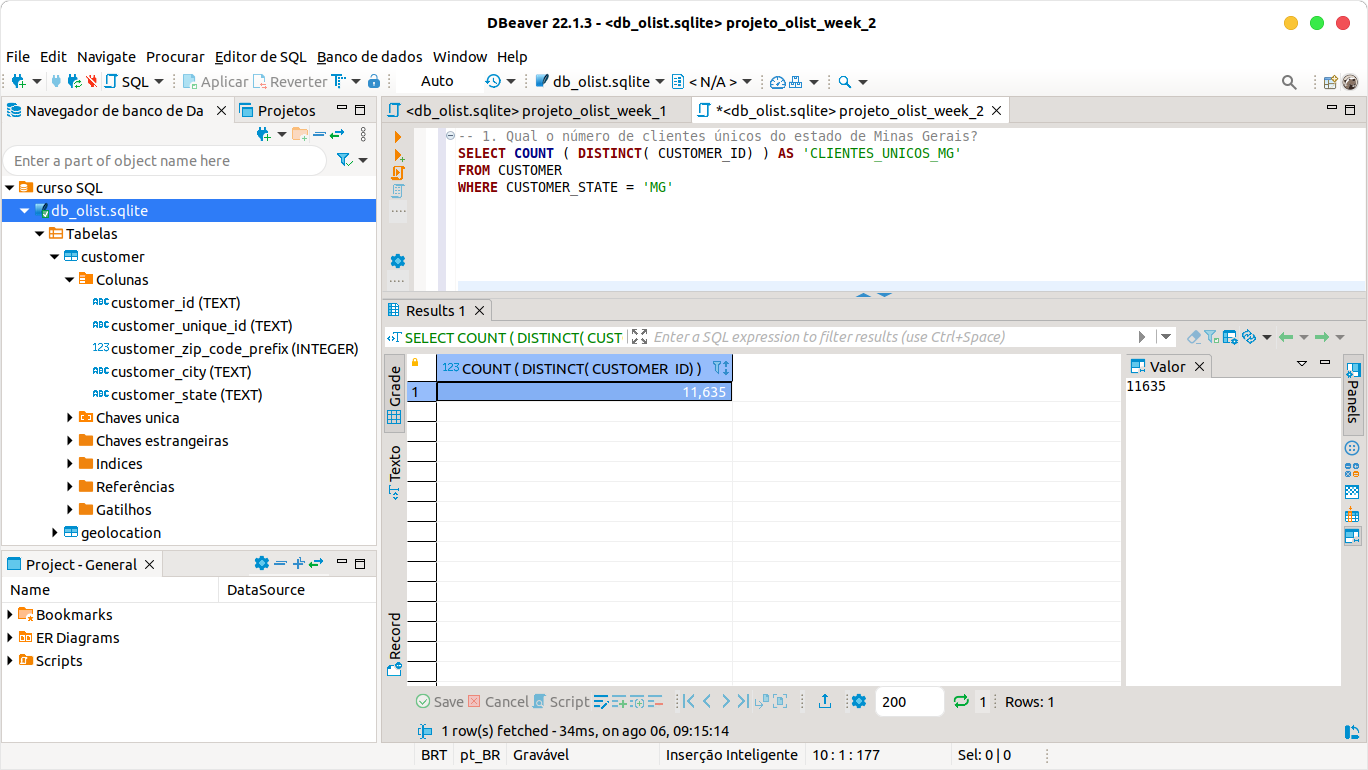 DBeaver 22.1.3 - <db_olist.sqlite> projeto_olist_week_2
File Edit Navigate Procurar Editor de SQL Banco de dados Window Help
SQL Aplicar Reverter Auto db_olist.sqlite < N/A >
Navegador de banco de Da Projetos
<db_olist.sqlite> projeto_olist_week_1
*<db_olist.sqlite> projeto_olist_week_2
Enter a part of object name here
curso SQL
db_olist.sqlite
Tabelas
customer
Colunas
ABC customer_id (TEXT)
ABC customer_unique_id (TEXT)
123 customer_zip_code_prefix (INTEGER)
ABC customer_city (TEXT)
ABC customer_state (TEXT)
Chaves unica
Chaves estrangeiras
Indices
Referências
Gatilhos
geolocation
Project - General
Name DataSource
Bookmarks
ER Diagrams
Scripts
-- 1. Qual o número de clientes únicos do estado de Minas Gerais?
SELECT COUNT ( DISTINCT( CUSTOMER_ID) ) AS 'CLIENTES_UNICOS_MG'
FROM CUSTOMER
WHERE CUSTOMER_STATE = 'MG'
Results 1
SELECT COUNT ( DISTINCT( CUST Enter a SQL expression to filter results (use Ctrl+Space)
Grade
Texto
Record
123 COUNT ( DISTINCT( CUSTOMER_ID) )
1 11,635
Valor
11635
Panels
Save Cancel Script 200 1 Rows: 1
1 row(s) fetched - 34ms, on ago 06, 09:15:14
BRT pt_BR Gravável Inserção Inteligente 10 : 1 : 177 Sel: 0 | 0